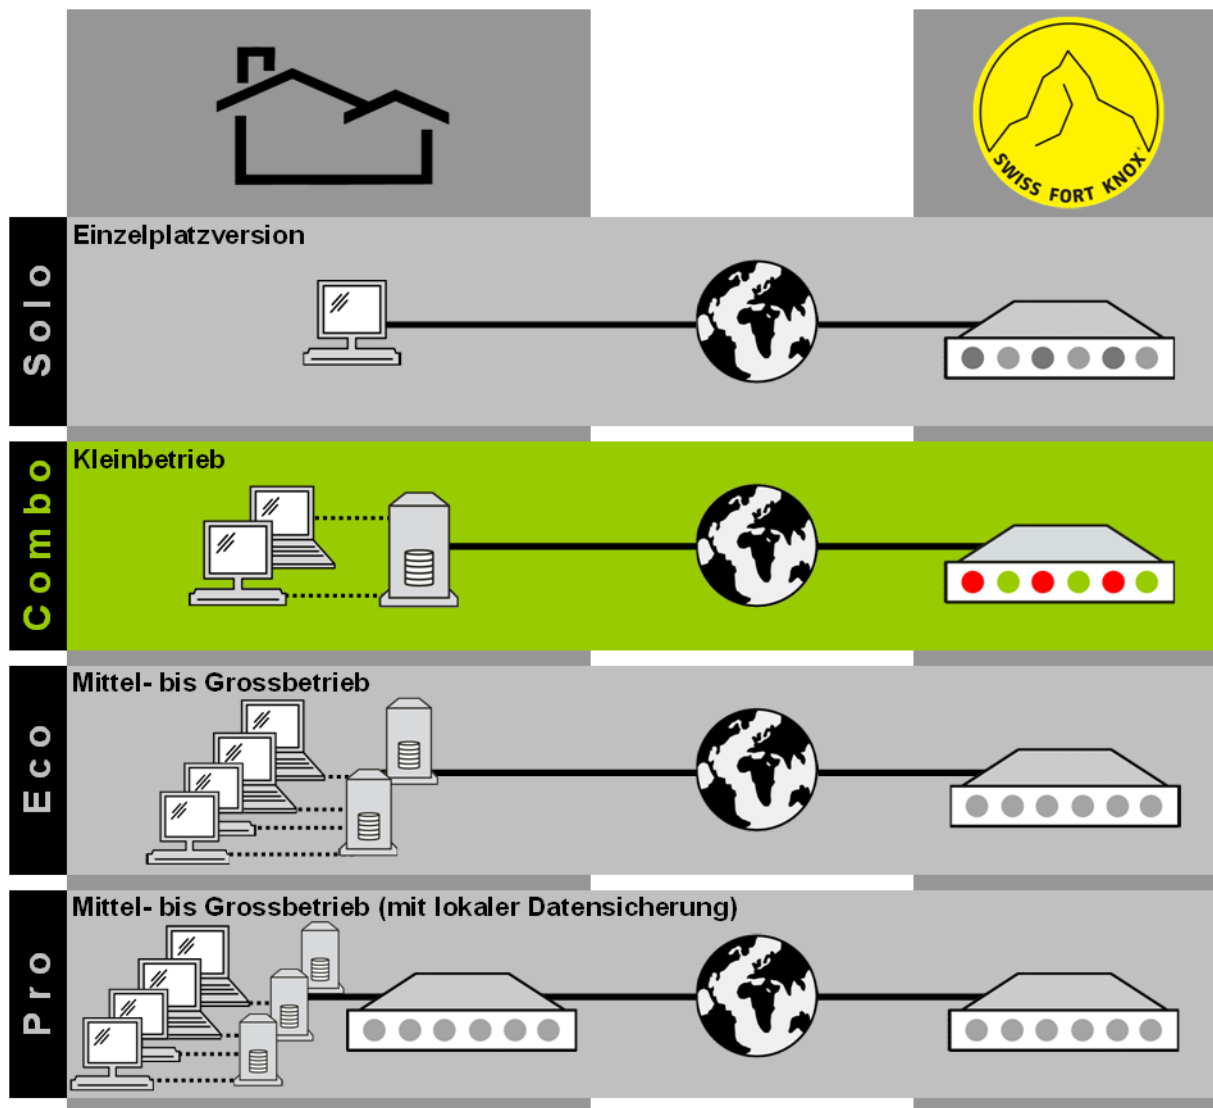 SWISS FORT KNOX®
Solo
Einzelplatzversion
Combo
Kleinbetrieb
Eco
Mittel- bis Grossbetrieb
Pro
Mittel- bis Grossbetrieb (mit lokaler Datensicherung)